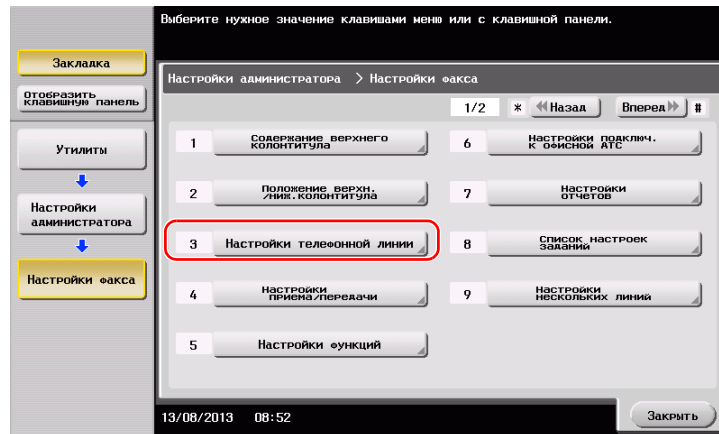 Выберите нужное значение клавишами меню или с клавишной панели.
Закладка
Отобразить
клавишную панель
Утилиты
Настройки
администратора
Настройки факса
Настройки администратора > Настройки факса
1/2 * Назад Вперед #
1 Содержание верхнего
колонтитула
2 Положение верхн.
/ниж.колонтитула
3 Настройки телефонной линии
4 Настройки
приема/передачи
5 Настройки функций
6 Настройки подключ.
к офисной АТС
7 Настройки
отчетов
8 Список настроек
заданий
9 Настройки
нескольких линий
13/08/2013 08:52
Закрыть